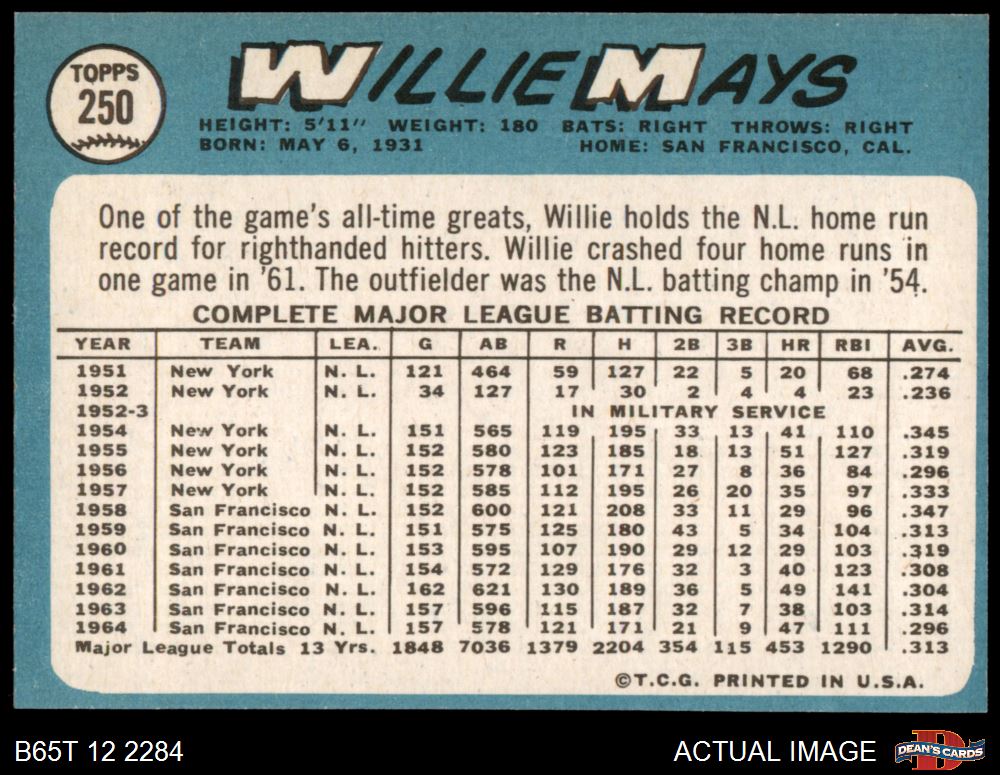 TOPPS
250
WILLIE MAYS
HEIGHT: 5'11" WEIGHT: 180 BATS: RIGHT THROWS: RIGHT
BORN: MAY 6, 1931 HOME: SAN FRANCISCO, CAL.
One of the game's all-time greats, Willie holds the N.L. home run
record for righthanded hitters. Willie crashed four home runs in
one game in '61. The outfielder was the N.L. batting champ in '54.
COMPLETE MAJOR LEAGUE BATTING RECORD
YEAR TEAM LEA. G AB R H 2B 3B HR RBI AVG.
1951 New York N. L. 121 464 59 127 22 5 20 68 .274
1952 New York N. L. 34 127 17 30 2 4 4 23 .236
1952-3 IN MILITARY SERVICE
1954 New York N. L. 151 565 119 195 33 13 41 110 .345
1955 New York N. L. 152 580 123 185 18 13 51 127 .319
1956 New York N. L. 152 578 101 171 27 8 36 84 .296
1957 New York N. L. 152 585 112 195 26 20 35 97 .333
1958 San Francisco N. L. 152 600 121 208 33 11 29 96 .347
1959 San Francisco N. L. 151 575 125 180 43 5 34 104 .313
1960 San Francisco N. L. 153 595 107 190 29 12 29 103 .319
1961 San Francisco N. L. 154 572 129 176 32 3 40 123 .308
1962 San Francisco N. L. 162 621 130 189 36 5 49 141 .304
1963 San Francisco N. L. 157 596 115 187 32 7 38 103 .314
1964 San Francisco N. L. 157 578 121 171 21 9 47 111 .296
Major League Totals 13 Yrs. 1848 7036 1379 2204 354 115 453 1290 .313
©T.C.G. PRINTED IN U.S.A.
B65T 12 2284 ACTUAL IMAGE DEAN'S CARDS